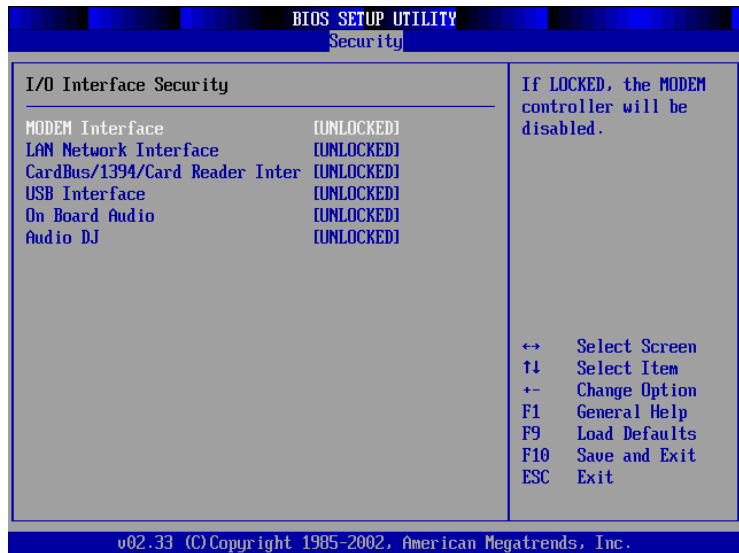 BIOS SETUP UTILITY
Security
I/O Interface Security
MODEM Interface [UNLOCKED]
LAN Network Interface [UNLOCKED]
CardBus/1394/Card Reader Inter [UNLOCKED]
USB Interface [UNLOCKED]
On Board Audio [UNLOCKED]
Audio DJ [UNLOCKED]
If LOCKED, the MODEM
controller will be
disabled.
↔ Select Screen
↑↓ Select Item
+- Change Option
F1 General Help
F9 Load Defaults
F10 Save and Exit
ESC Exit
v02.33 (C)Copyright 1985-2002, American Megatrends, Inc.